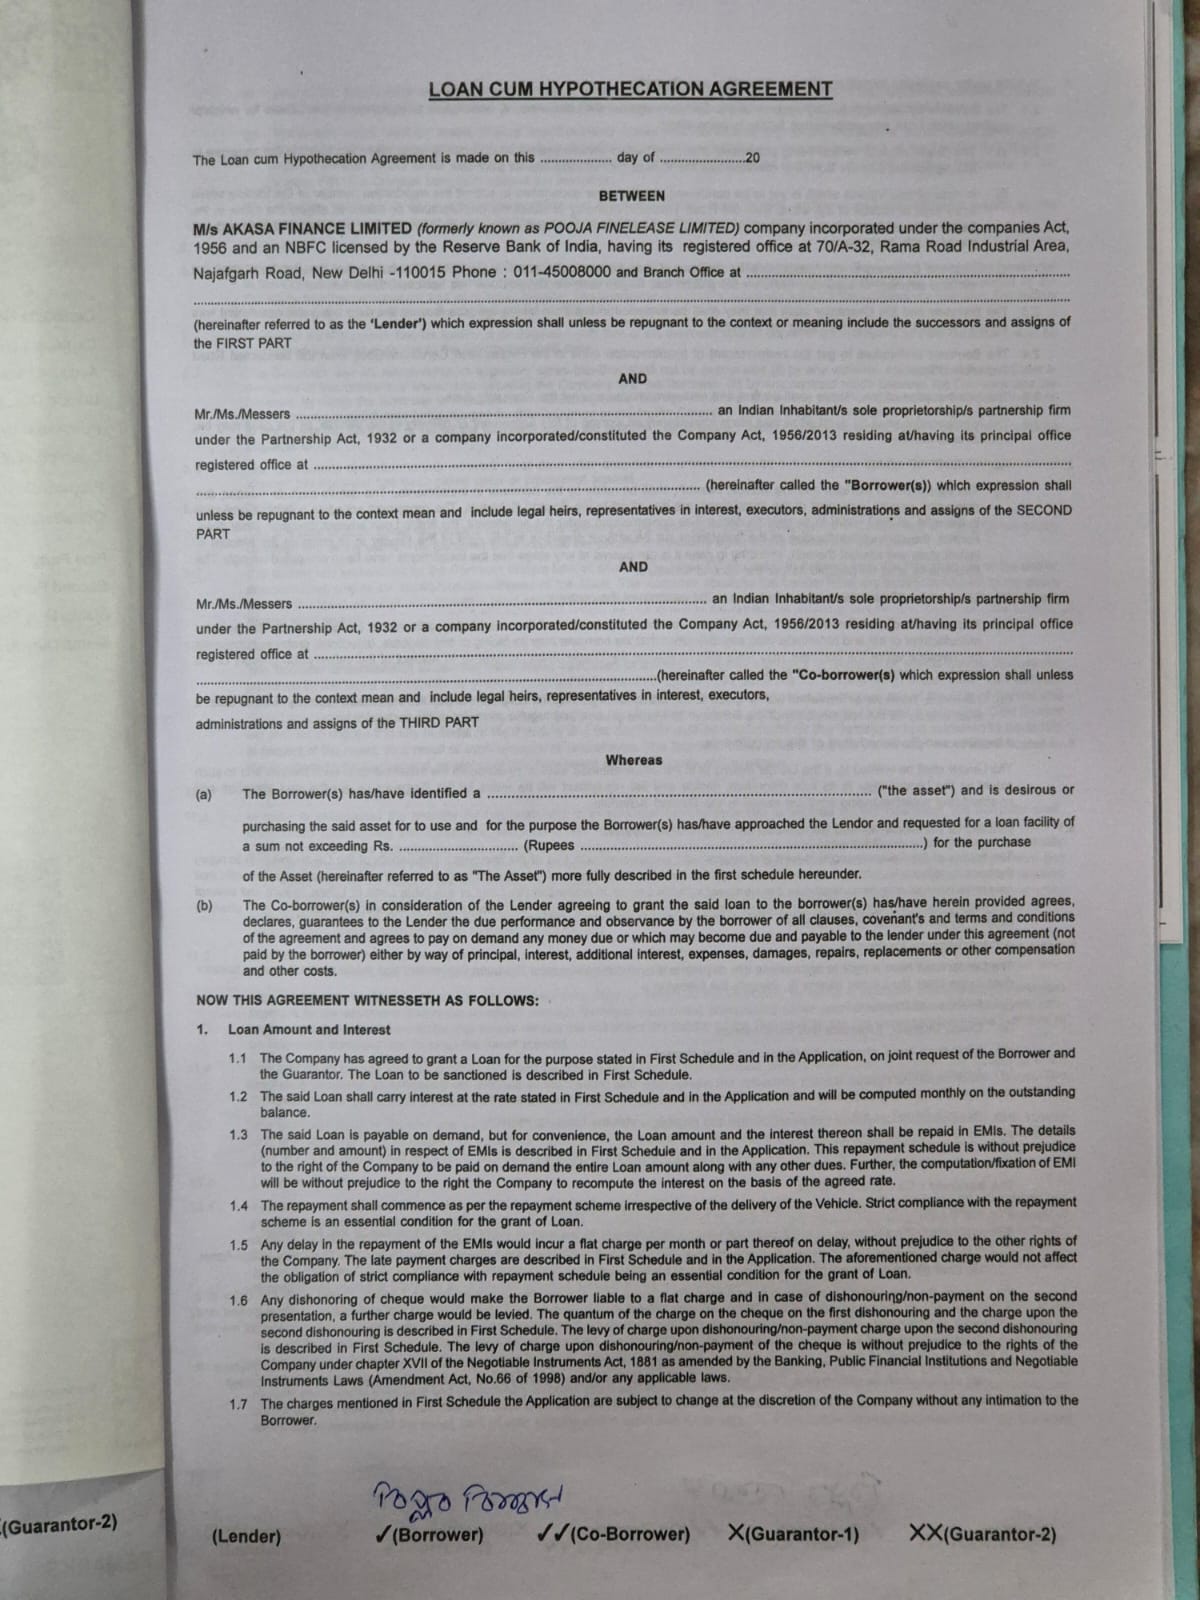 LOAN CUM HYPOTHECATION AGREEMENT
The Loan cum Hypothecation Agreement is made on this .................... day of ........................20
BETWEEN
M/s AKASA FINANCE LIMITED (formerly known as POOJA FINELEASE LIMITED) company incorporated under the companies Act,
1956 and an NBFC licensed by the Reserve Bank of India, having its registered office at 70/A-32, Rama Road Industrial Area,
Najafgarh Road, New Delhi -110015 Phone : 011-45008000 and Branch Office at ....................
....................
(hereinafter referred to as the ‘Lender’) which expression shall unless be repugnant to the context or meaning include the successors and assigns of
the FIRST PART
AND
Mr./Ms./Messers .................... an Indian Inhabitant/s sole proprietorship/s partnership firm
under the Partnership Act, 1932 or a company incorporated/constituted the Company Act, 1956/2013 residing at/having its principal office
registered office at ....................
.................... (hereinafter called the "Borrower(s)) which expression shall
unless be repugnant to the context mean and include legal heirs, representatives in interest, executors, administrations and assigns of the SECOND
PART
AND
Mr./Ms./Messers .................... an Indian Inhabitant/s sole proprietorship/s partnership firm
under the Partnership Act, 1932 or a company incorporated/constituted the Company Act, 1956/2013 residing at/having its principal office
registered office at ....................
....................(hereinafter called the "Co-borrower(s) which expression shall unless
be repugnant to the context mean and include legal heirs, representatives in interest, executors,
administrations and assigns of the THIRD PART
Whereas
(a) The Borrower(s) has/have identified a .................... ("the asset") and is desirous or
purchasing the said asset for to use and for the purpose the Borrower(s) has/have approached the Lendor and requested for a loan facility of
a sum not exceeding Rs. .................... (Rupees ....................) for the purchase
of the Asset (hereinafter referred to as "The Asset") more fully described in the first schedule hereunder.
(b) The Co-borrower(s) in consideration of the Lender agreeing to grant the said loan to the borrower(s) has/have herein provided agrees,
declares, guarantees to the Lender the due performance and observance by the borrower of all clauses, covenant's and terms and conditions
of the agreement and agrees to pay on demand any money due or which may become due and payable to the lender under this agreement (not
paid by the borrower) either by way of principal, interest, additional interest, expenses, damages, repairs, replacements or other compensation
and other costs.
NOW THIS AGREEMENT WITNESSETH AS FOLLOWS:
1. Loan Amount and Interest
1.1 The Company has agreed to grant a Loan for the purpose stated in First Schedule and in the Application, on joint request of the Borrower and
the Guarantor. The Loan to be sanctioned is described in First Schedule.
1.2 The said Loan shall carry interest at the rate stated in First Schedule and in the Application and will be computed monthly on the outstanding
balance.
1.3 The said Loan is payable on demand, but for convenience, the Loan amount and the interest thereon shall be repaid in EMIs. The details
(number and amount) in respect of EMIs is described in First Schedule and in the Application. This repayment schedule is without prejudice
to the right of the Company to be paid on demand the entire Loan amount along with any other dues. Further, the computation/fixation of EMI
will be without prejudice to the right the Company to recompute the interest on the basis of the agreed rate.
1.4 The repayment shall commence as per the repayment scheme irrespective of the delivery of the Vehicle. Strict compliance with the repayment
scheme is an essential condition for the grant of Loan.
1.5 Any delay in the repayment of the EMIs would incur a flat charge per month or part thereof on delay, without prejudice to the other rights of
the Company. The late payment charges are described in First Schedule and in the Application. The aforementioned charge would not affect
the obligation of strict compliance with repayment schedule being an essential condition for the grant of Loan.
1.6 Any dishonoring of cheque would make the Borrower liable to a flat charge and in case of dishonouring/non-payment on the second
presentation, a further charge would be levied. The quantum of the charge on the cheque on the first dishonouring and the charge upon the
second dishonouring is described in First Schedule. The levy of charge upon dishonouring/non-payment charge upon the second dishonouring
is described in First Schedule. The levy of charge upon dishonouring/non-payment of the cheque is without prejudice to the rights of the
Company under chapter XVII of the Negotiable Instruments Act, 1881 as amended by the Banking, Public Financial Institutions and Negotiable
Instruments Laws (Amendment Act, No.66 of 1998) and/or any applicable laws.
1.7 The charges mentioned in First Schedule the Application are subject to change at the discretion of the Company without any intimation to the
Borrower.
(Guarantor-2)
(Lender) ✓(Borrower) ✓✓(Co-Borrower) X(Guarantor-1) XX(Guarantor-2)